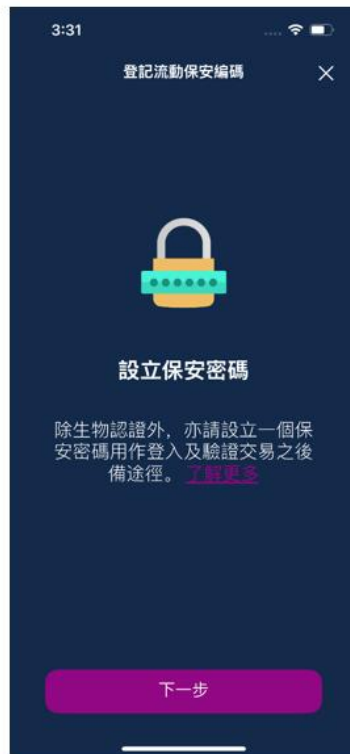 3:31
登記流動保安編碼
設立保安密碼
除生物認證外，亦請設立一個保
安密碼用作登入及驗證交易之後
備途徑。 了解更多
下一步